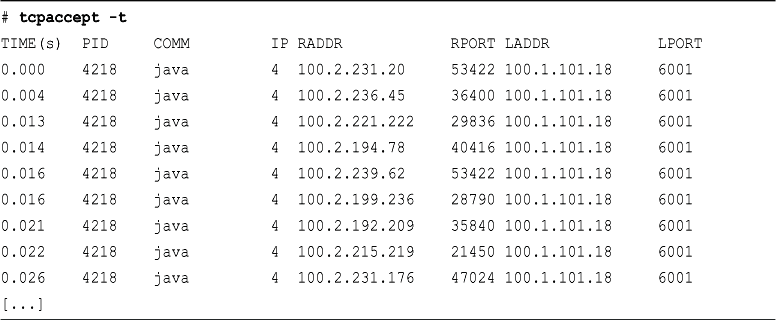 # tcpaccept -t
TIME(s) PID COMM IP RADDR RPORT LADDR LPORT
0.000 4218 java 4 100.2.231.20 53422 100.1.101.18 6001
0.004 4218 java 4 100.2.236.45 36400 100.1.101.18 6001
0.013 4218 java 4 100.2.221.222 29836 100.1.101.18 6001
0.014 4218 java 4 100.2.194.78 40416 100.1.101.18 6001
0.016 4218 java 4 100.2.239.62 53422 100.1.101.18 6001
0.016 4218 java 4 100.2.199.236 28790 100.1.101.18 6001
0.021 4218 java 4 100.2.192.209 35840 100.1.101.18 6001
0.022 4218 java 4 100.2.215.219 21450 100.1.101.18 6001
0.026 4218 java 4 100.2.231.176 47024 100.1.101.18 6001
[...]